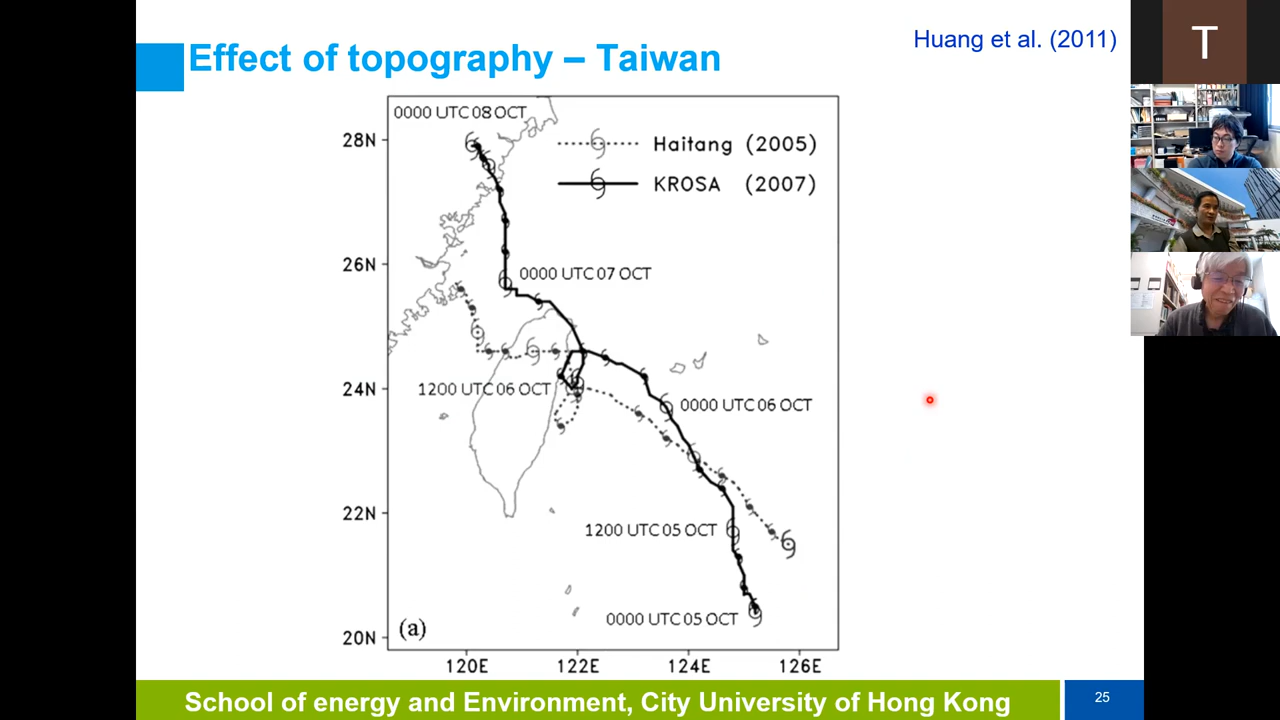 Effect of topography – Taiwan
Huang et al. (2011)
T
0000 UTC 08 OCT
Haitang (2005)
KROSA (2007)
28N
26N
24N
22N
20N
0000 UTC 07 OCT
1200 UTC 06 OCT
0000 UTC 06 OCT
1200 UTC 05 OCT
0000 UTC 05 OCT
(a)
120E 122E 124E 126E
School of energy and Environment, City University of Hong Kong
25